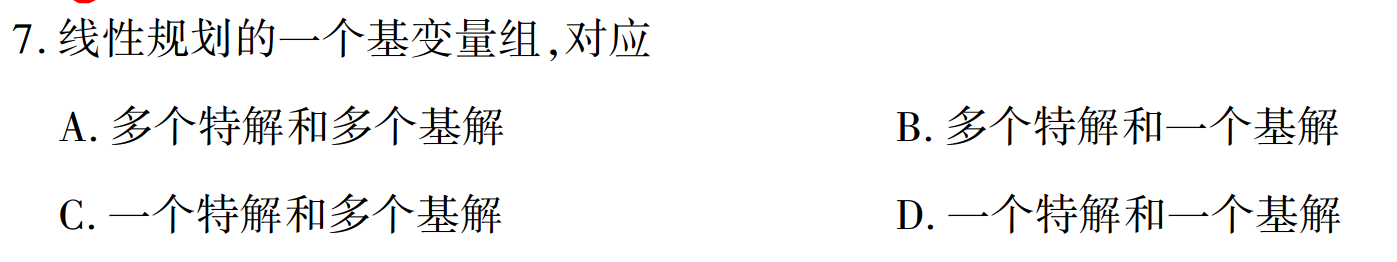 7. 线性规划的一个基变量组,对应
A. 多个特解和多个基解 B. 多个特解和一个基解
C. 一个特解和多个基解 D. 一个特解和一个基解